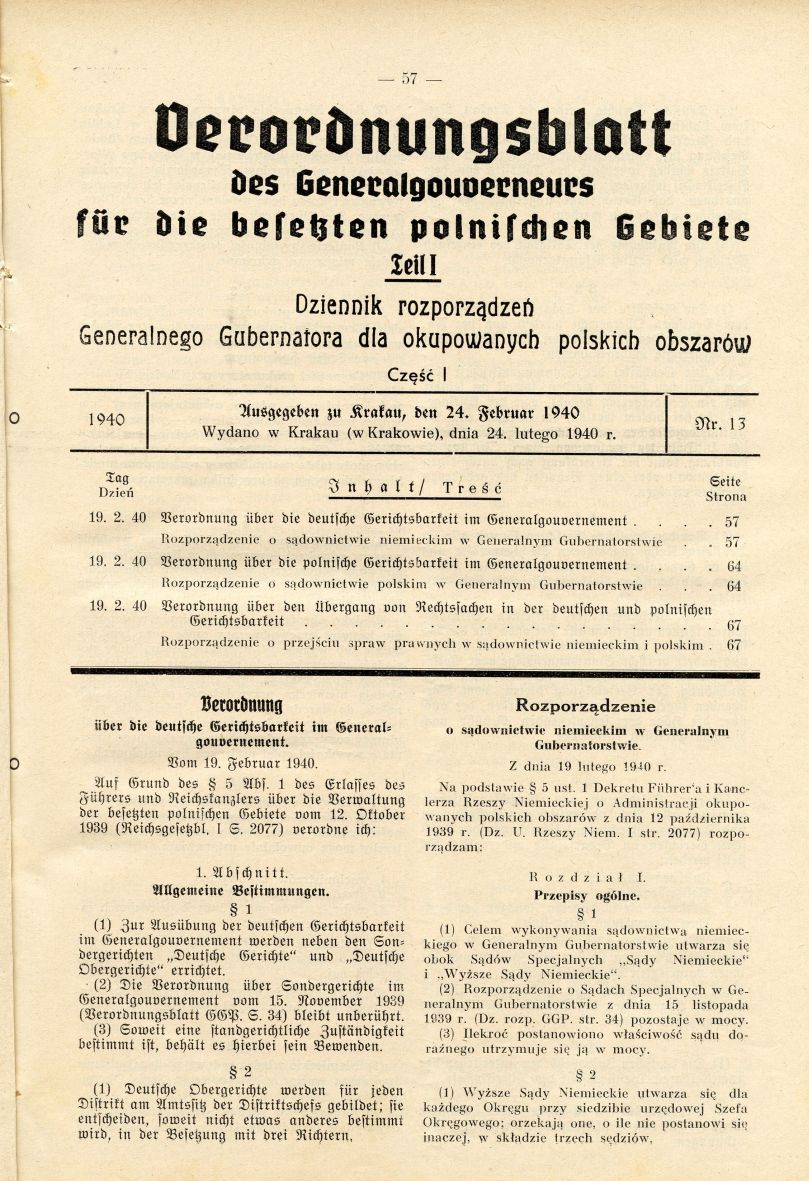 — 57 —
Verordnungsblatt
des Generalgouverneurs
für die besetzten polnischen Gebiete
Teil I
Dziennik rozporządzeń
Generalnego Gubernatora dla okupowanych polskich obszarów
Część I
1940
Ausgegeben zu Krakau, den 24. Februar 1940
Wydano w Krakau (w Krakowie), dnia 24. lutego 1940 r.
Nr. 13
Tag
Dzień
Inhalt / Treść
Seite
Strona
19. 2. 40 Verordnung über die deutsche Gerichtsbarkeit im Generalgouvernement . . . . 57
Rozporządzenie o sądownictwie niemieckim w Generalnym Gubernatorstwie . . 57
19. 2. 40 Verordnung über die polnische Gerichtsbarkeit im Generalgouvernement . . . . 64
Rozporządzenie o sądownictwie polskim w Generalnym Gubernatorstwie . . . 64
19. 2. 40 Verordnung über den Übergang von Rechtssachen in der deutschen und polnischen
Gerichtsbarkeit . . . . . . . . . . . . . . . . . 67
Rozporządzenie o przejściu spraw prawnych w sądownictwie niemieckim i polskim . 67
Verordnung
über die deutsche Gerichtsbarkeit im General-
gouvernement.
Vom 19. Februar 1940.
Auf Grund des § 5 Abs. 1 des Erlasses des
Führers und Reichskanzlers über die Verwaltung
der besetzten polnischen Gebiete vom 12. Oktober
1939 (Reichsgesetzbl. I S. 2077) verordne ich:
1. Abschnitt.
Allgemeine Bestimmungen.
§ 1
(1) Zur Ausübung der deutschen Gerichtsbarkeit
im Generalgouvernement werden neben den Son-
dergerichten „Deutsche Gerichte“ und „Deutsche
Obergerichte“ errichtet.
(2) Die Verordnung über Sondergerichte im
Generalgouvernement vom 15. November 1939
(Verordnungsblatt GGP. S. 34) bleibt unberührt.
(3) Soweit eine standgerichtliche Zuständigkeit
bestimmt ist, behält es hierbei sein Bewenden.
§ 2
(1) Deutsche Obergerichte werden für jeden
Distrikt am Amtssitz der Distriktschefs gebildet; sie
entscheiden, soweit nicht etwas anderes bestimmt
wird, in der Besetzung mit drei Richtern.
Rozporządzenie
o sądownictwie niemieckim w Generalnym
Gubernatorstwie.
Z dnia 19 lutego 1940 r.
Na podstawie § 5 ust. 1 Dekretu Führer'a i Kanc-
lerza Rzeszy Niemieckiej o Administracji okupo-
wanych polskich obszarów z dnia 12 października
1939 r. (Dz. U. Rzeszy Niem. I str. 2077) rozpo-
rządzam:
Rozdział I.
Przepisy ogólne.
§ 1
(1) Celem wykonywania sądownictwa niemiec-
kiego w Generalnym Gubernatorstwie utwarza się
obok Sądów Specjalnych „Sądy Niemieckie“
i „Wyższe Sądy Niemieckie“.
(2) Rozporządzenie o Sądach Specjalnych w Ge-
neralnym Gubernatorstwie z dnia 15 listopada
1939 r. (Dz. rozp. GGP. str. 34) pozostaje w mocy.
(3) Ilekroć postanowiono właściwość sądu do-
raźnego utrzymuje się ją w mocy.
§ 2
(1) Wyższe Sądy Niemieckie utwarza się dla
każdego Okręgu przy siedzibie urzędowej Szefa
Okręgowego; orzekają one, o ile nie postanowi się
inaczej, w składzie trzech sędziów.